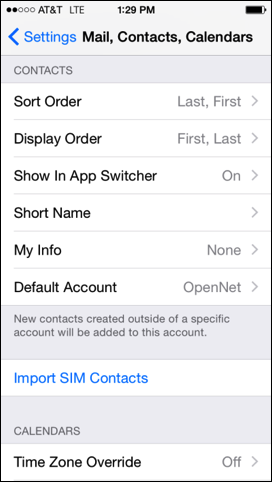 AT&T LTE 1:29 PM
Settings Mail, Contacts, Calendars
CONTACTS
Sort Order Last, First
Display Order First, Last
Show In App Switcher On
Short Name
My Info None
Default Account OpenNet
New contacts created outside of a specific
account will be added to this account.
Import SIM Contacts
CALENDARS
Time Zone Override Off